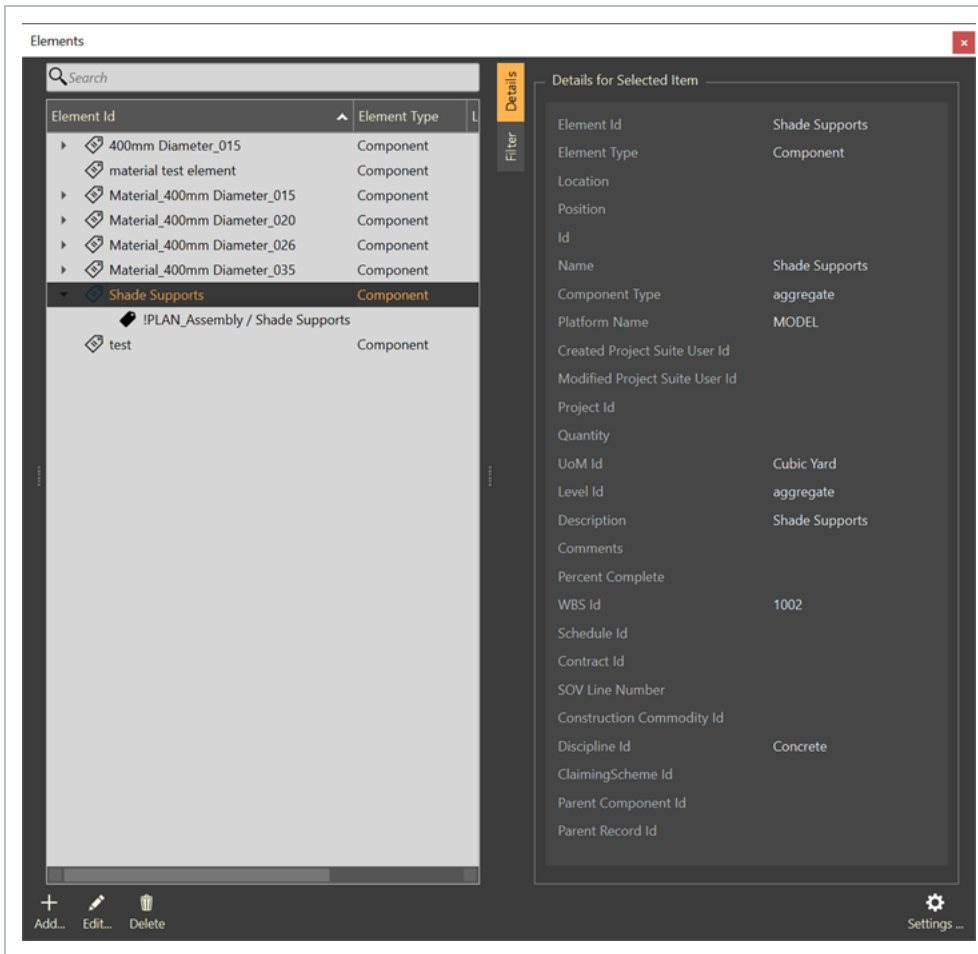 Elements
Search
Element Id Element Type L
400mm Diameter_015 Component
material test element Component
Material_400mm Diameter_015 Component
Material_400mm Diameter_020 Component
Material_400mm Diameter_026 Component
Material_400mm Diameter_035 Component
Shade Supports Component
!PLAN_Assembly / Shade Supports
test Component
Details
Filter
Details for Selected Item
Element Id Shade Supports
Element Type Component
Location
Position
Id
Name Shade Supports
Component Type aggregate
Platform Name MODEL
Created Project Suite User Id
Modified Project Suite User Id
Project Id
Quantity
UoM Id Cubic Yard
Level Id aggregate
Description Shade Supports
Comments
Percent Complete
WBS Id 1002
Schedule Id
Contract Id
SOV Line Number
Construction Commodity Id
Discipline Id Concrete
ClaimingScheme Id
Parent Component Id
Parent Record Id
Add... Edit... Delete
Settings ...